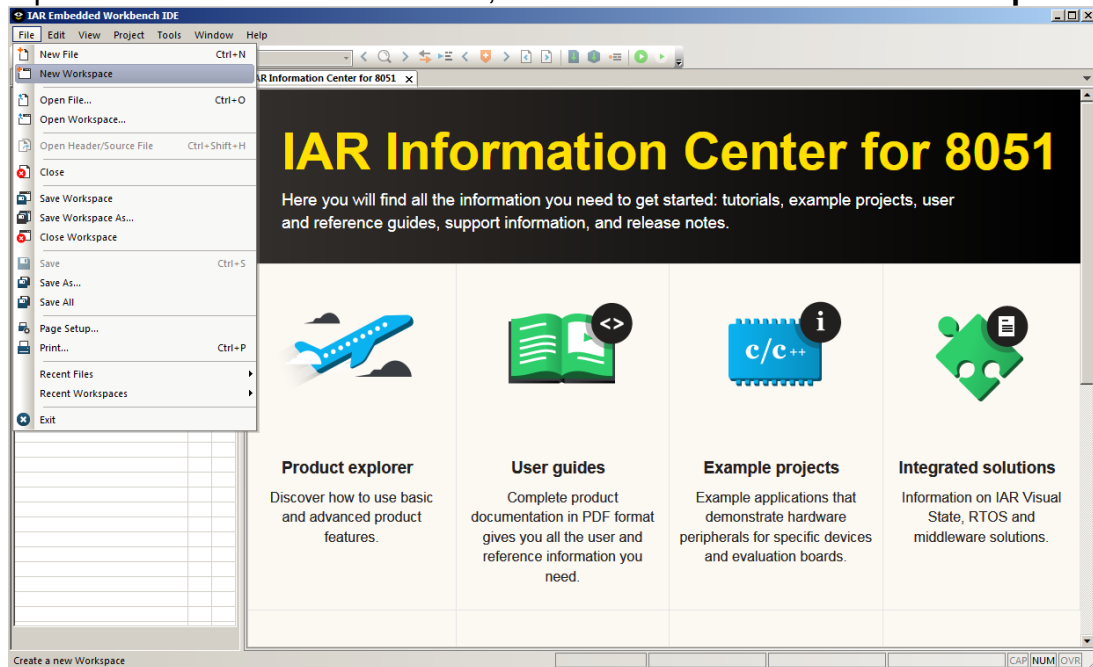 IAR Embedded Workbench IDE
File Edit View Project Tools Window Help
New File Ctrl+N
New Workspace
Open File... Ctrl+O
Open Workspace...
Open Header/Source File Ctrl+Shift+H
Close
Save Workspace
Save Workspace As...
Close Workspace
Save Ctrl+S
Save As...
Save All
Page Setup...
Print... Ctrl+P
Recent Files
Recent Workspaces
Exit
AR Information Center for 8051 x
IAR Information Center for 8051
Here you will find all the information you need to get started: tutorials, example projects, user
and reference guides, support information, and release notes.
<>
i
c/c++
Product explorer
Discover how to use basic
and advanced product
features.
User guides
Complete product
documentation in PDF format
gives you all the user and
reference information you
need.
Example projects
Example applications that
demonstrate hardware
peripherals for specific devices
and evaluation boards.
Integrated solutions
Information on IAR Visual
State, RTOS and
middleware solutions.
Create a new Workspace
CAP NUM OVR